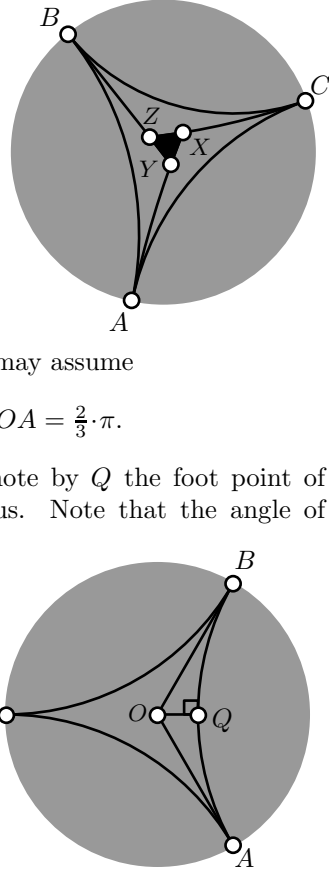 B
C
Z
X
Y
A
may assume
OA = 2/3·π.
note by Q the foot point of
us. Note that the angle of
B
O
Q
A